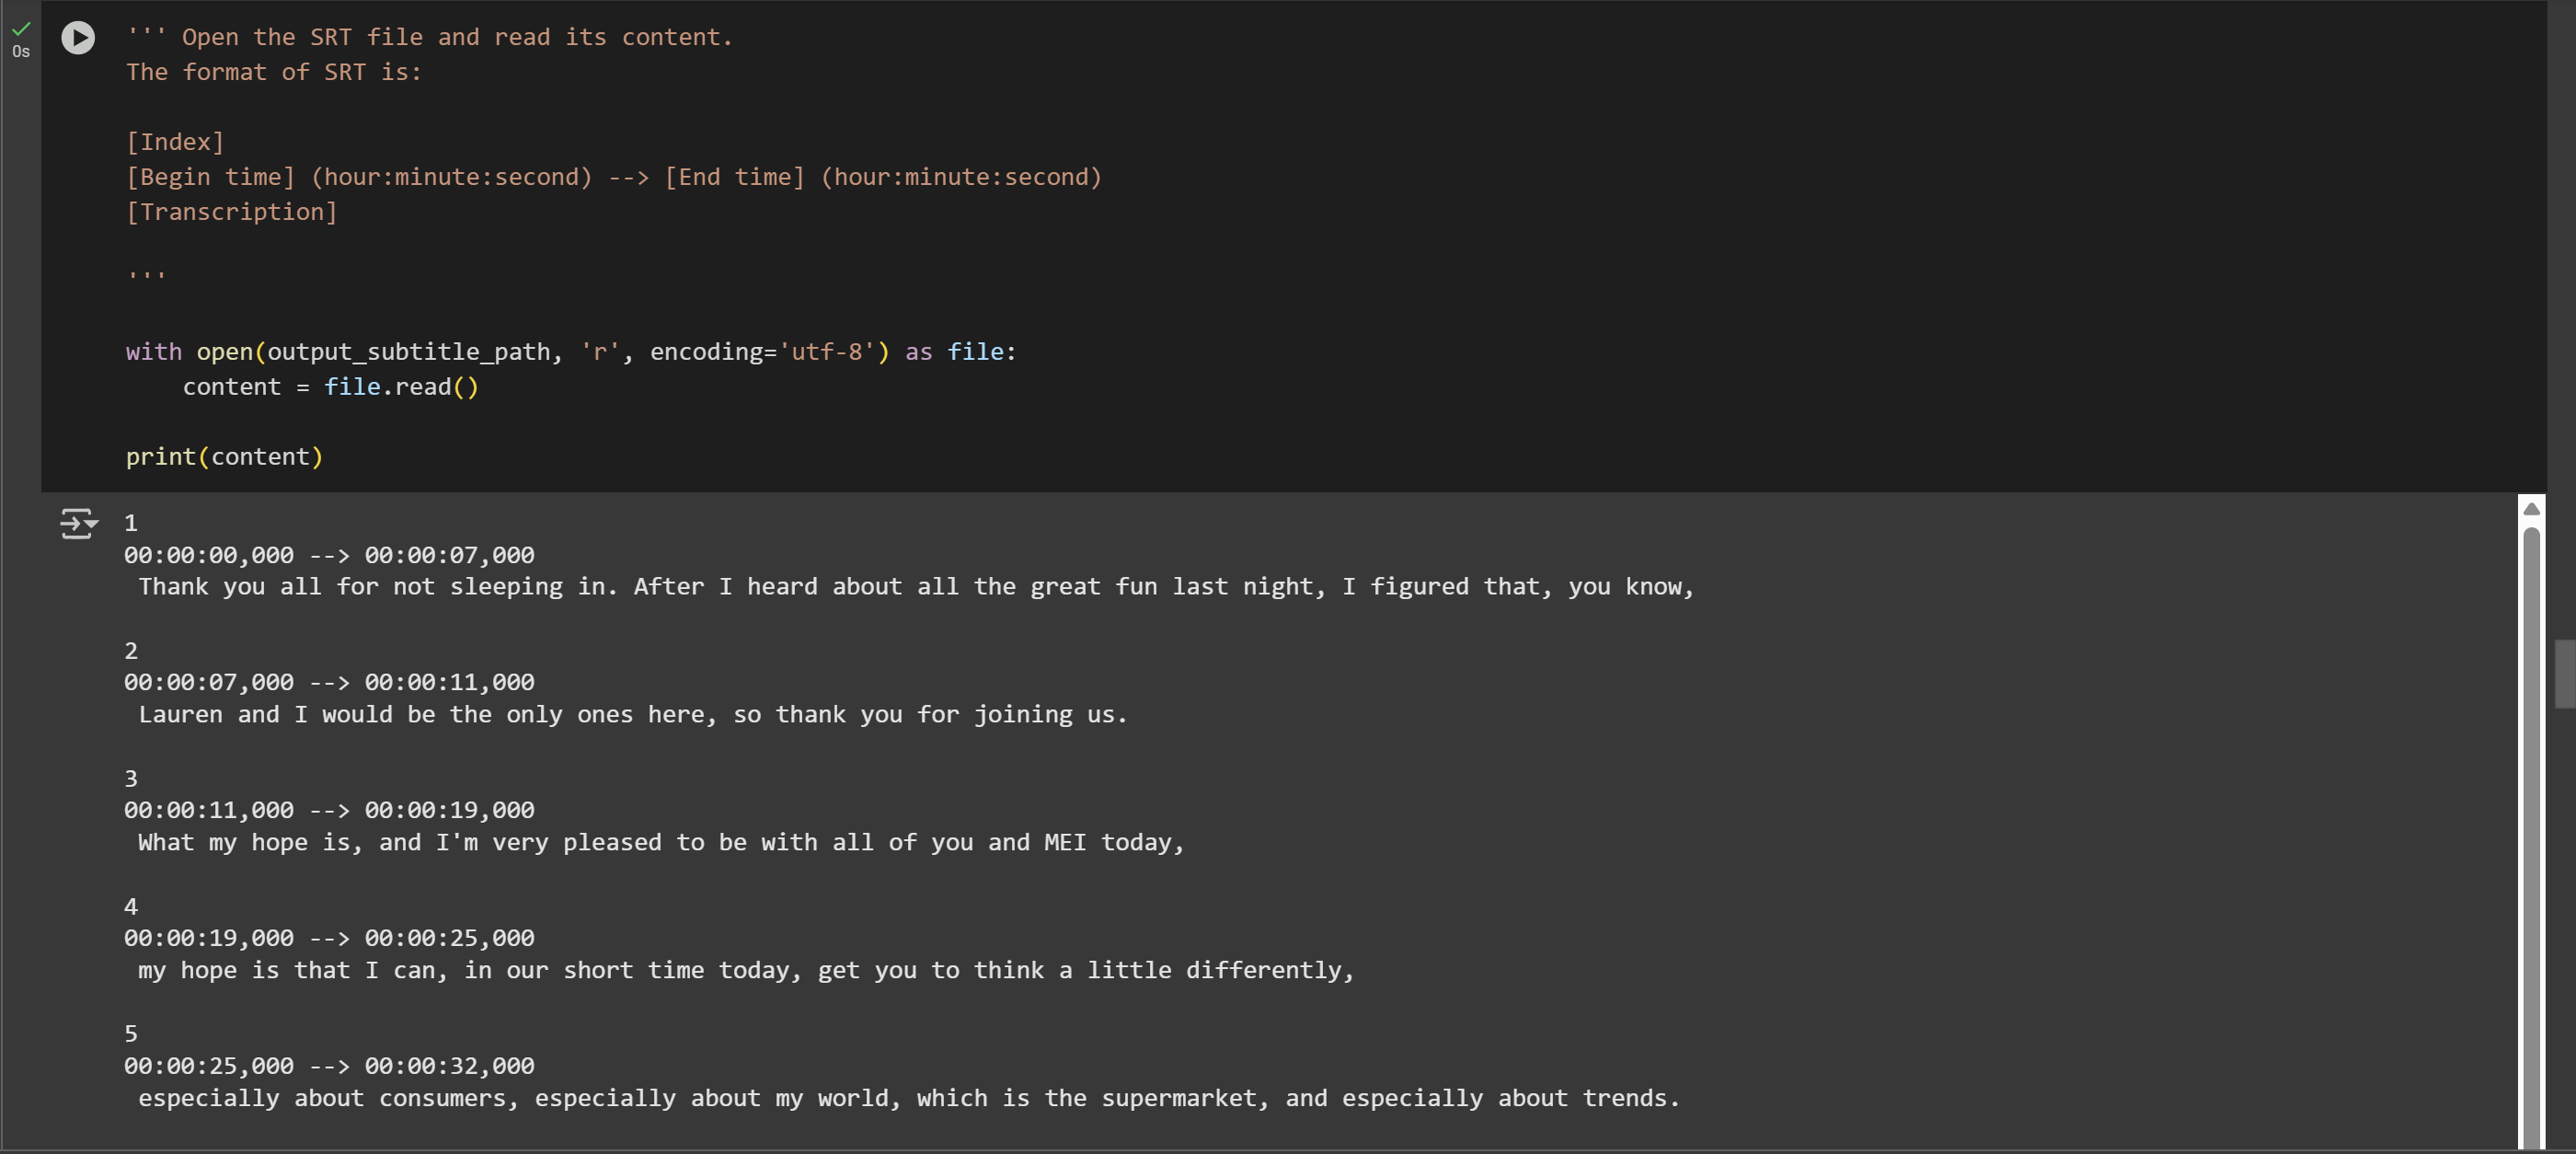 0s
''' Open the SRT file and read its content.
The format of SRT is:
[Index]
[Begin time] (hour:minute:second) --> [End time] (hour:minute:second)
[Transcription]
'''
with open(output_subtitle_path, 'r', encoding='utf-8') as file:
    content = file.read()
print(content)
1
00:00:00,000 --> 00:00:07,000
 Thank you all for not sleeping in. After I heard about all the great fun last night, I figured that, you know,
2
00:00:07,000 --> 00:00:11,000
 Lauren and I would be the only ones here, so thank you for joining us.
3
00:00:11,000 --> 00:00:19,000
 What my hope is, and I'm very pleased to be with all of you and MEI today,
4
00:00:19,000 --> 00:00:25,000
 my hope is that I can, in our short time today, get you to think a little differently,
5
00:00:25,000 --> 00:00:32,000
 especially about consumers, especially about my world, which is the supermarket, and especially about trends.